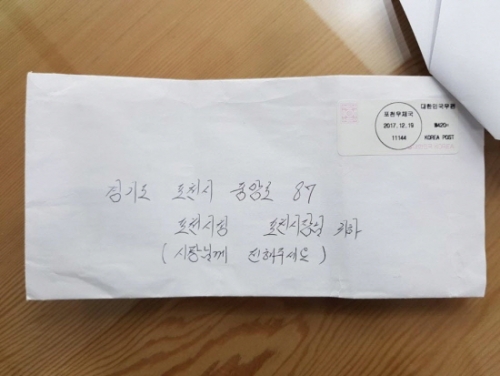 대한민국우편
포천우체국
2017.12.19
₩420
11144
KOREA POST
경기도 포천시 중앙로 87
포천시청 포천시장님 귀하
(시장님께 전해주세요)